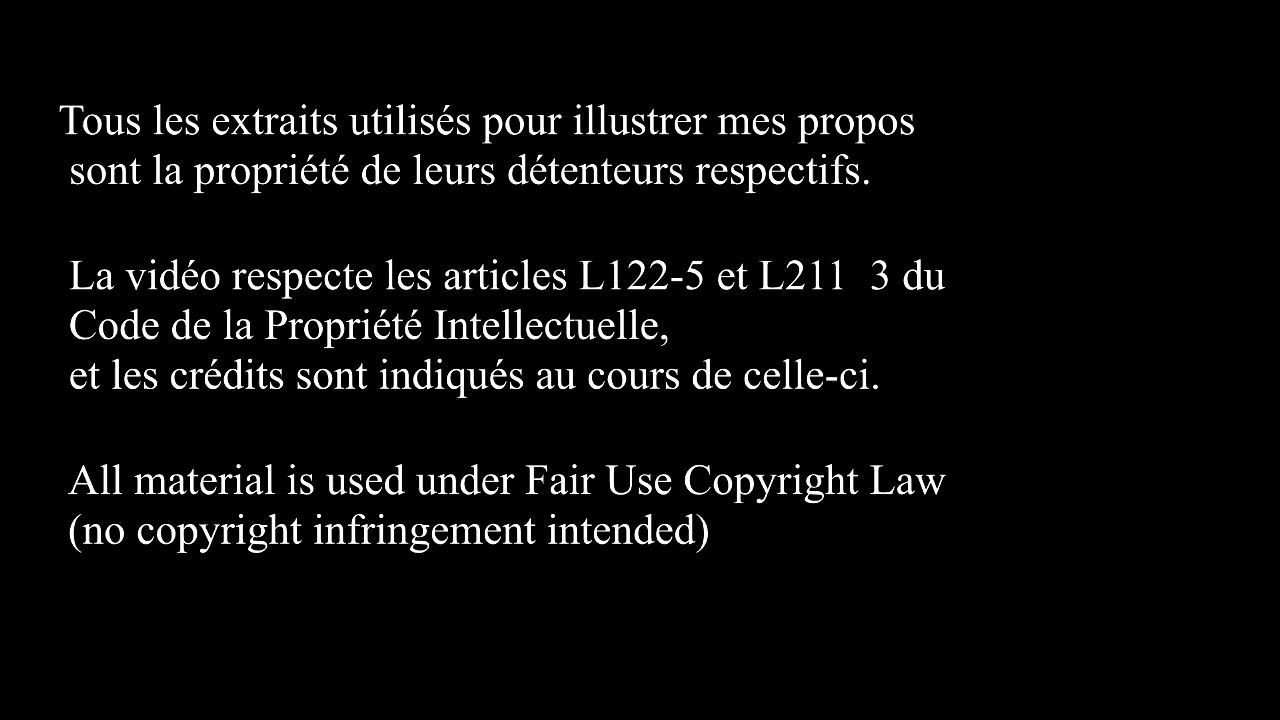 Tous les extraits utilisés pour illustrer mes propos
sont la propriété de leurs détenteurs respectifs.
La vidéo respecte les articles L122-5 et L211  3 du
Code de la Propriété Intellectuelle,
et les crédits sont indiqués au cours de celle-ci.
All material is used under Fair Use Copyright Law
(no copyright infringement intended)